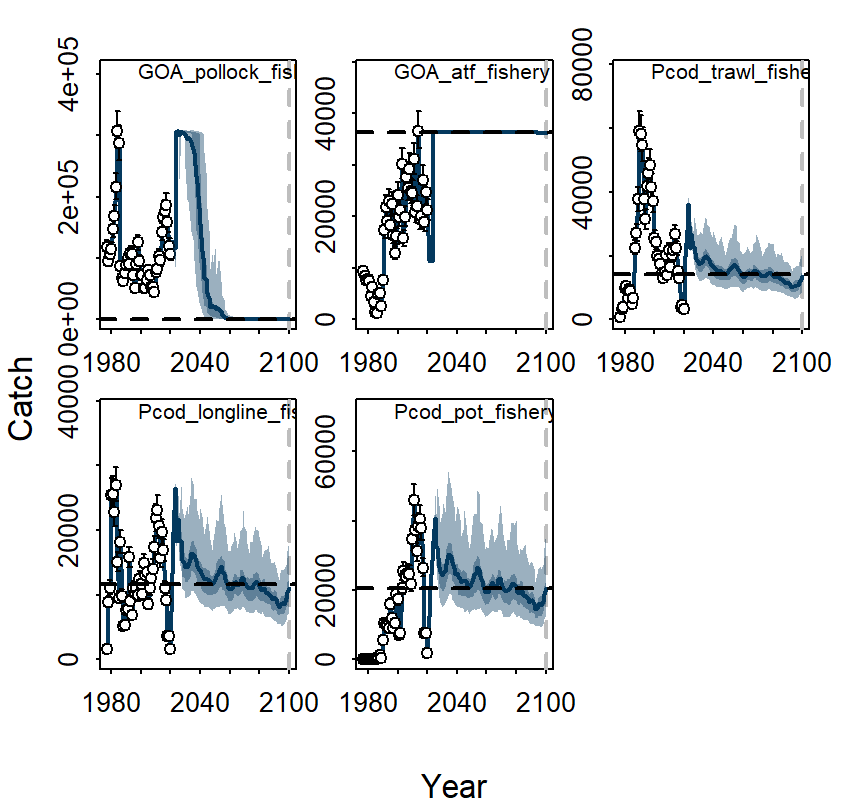 GOA_pollock_fisl
GOA_atf_fishery
Pcod_trawl_fishe
0e+00 2e+05 4e+05
0 20000 40000
0 40000 80000
1980 2040 2100
1980 2040 2100
1980 2040 2100
Catch
Pcod_longline_fis
Pcod_pot_fishery
0 20000 40000
0 20000 60000
1980 2040 2100
1980 2040 2100
Year